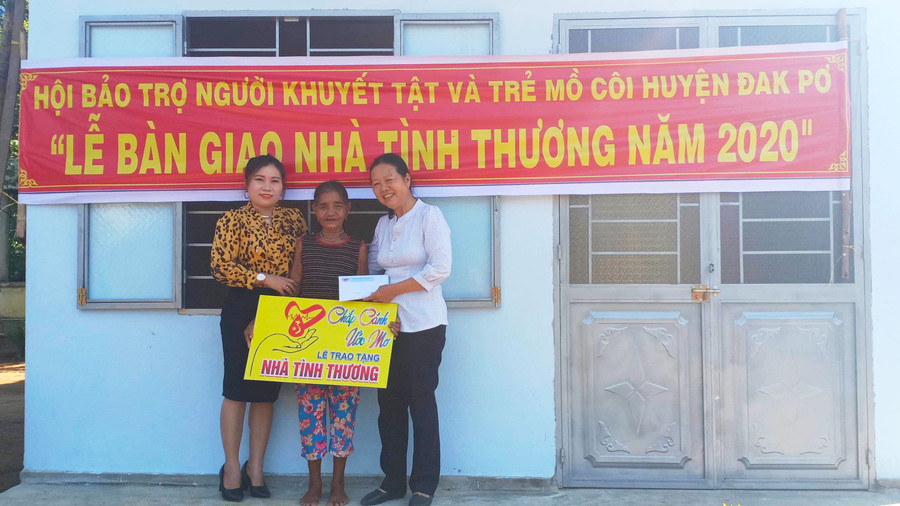 HỘI BẢO TRỢ NGƯỜI KHUYẾT TẬT VÀ TRẺ MỒ CÔI HUYỆN ĐAK PƠ
“LỄ BÀN GIAO NHÀ TÌNH THƯƠNG NĂM 2020"
Chấp Cánh
Ước Mơ
LỄ TRAO TẶNG
NHÀ TÌNH THƯƠNG